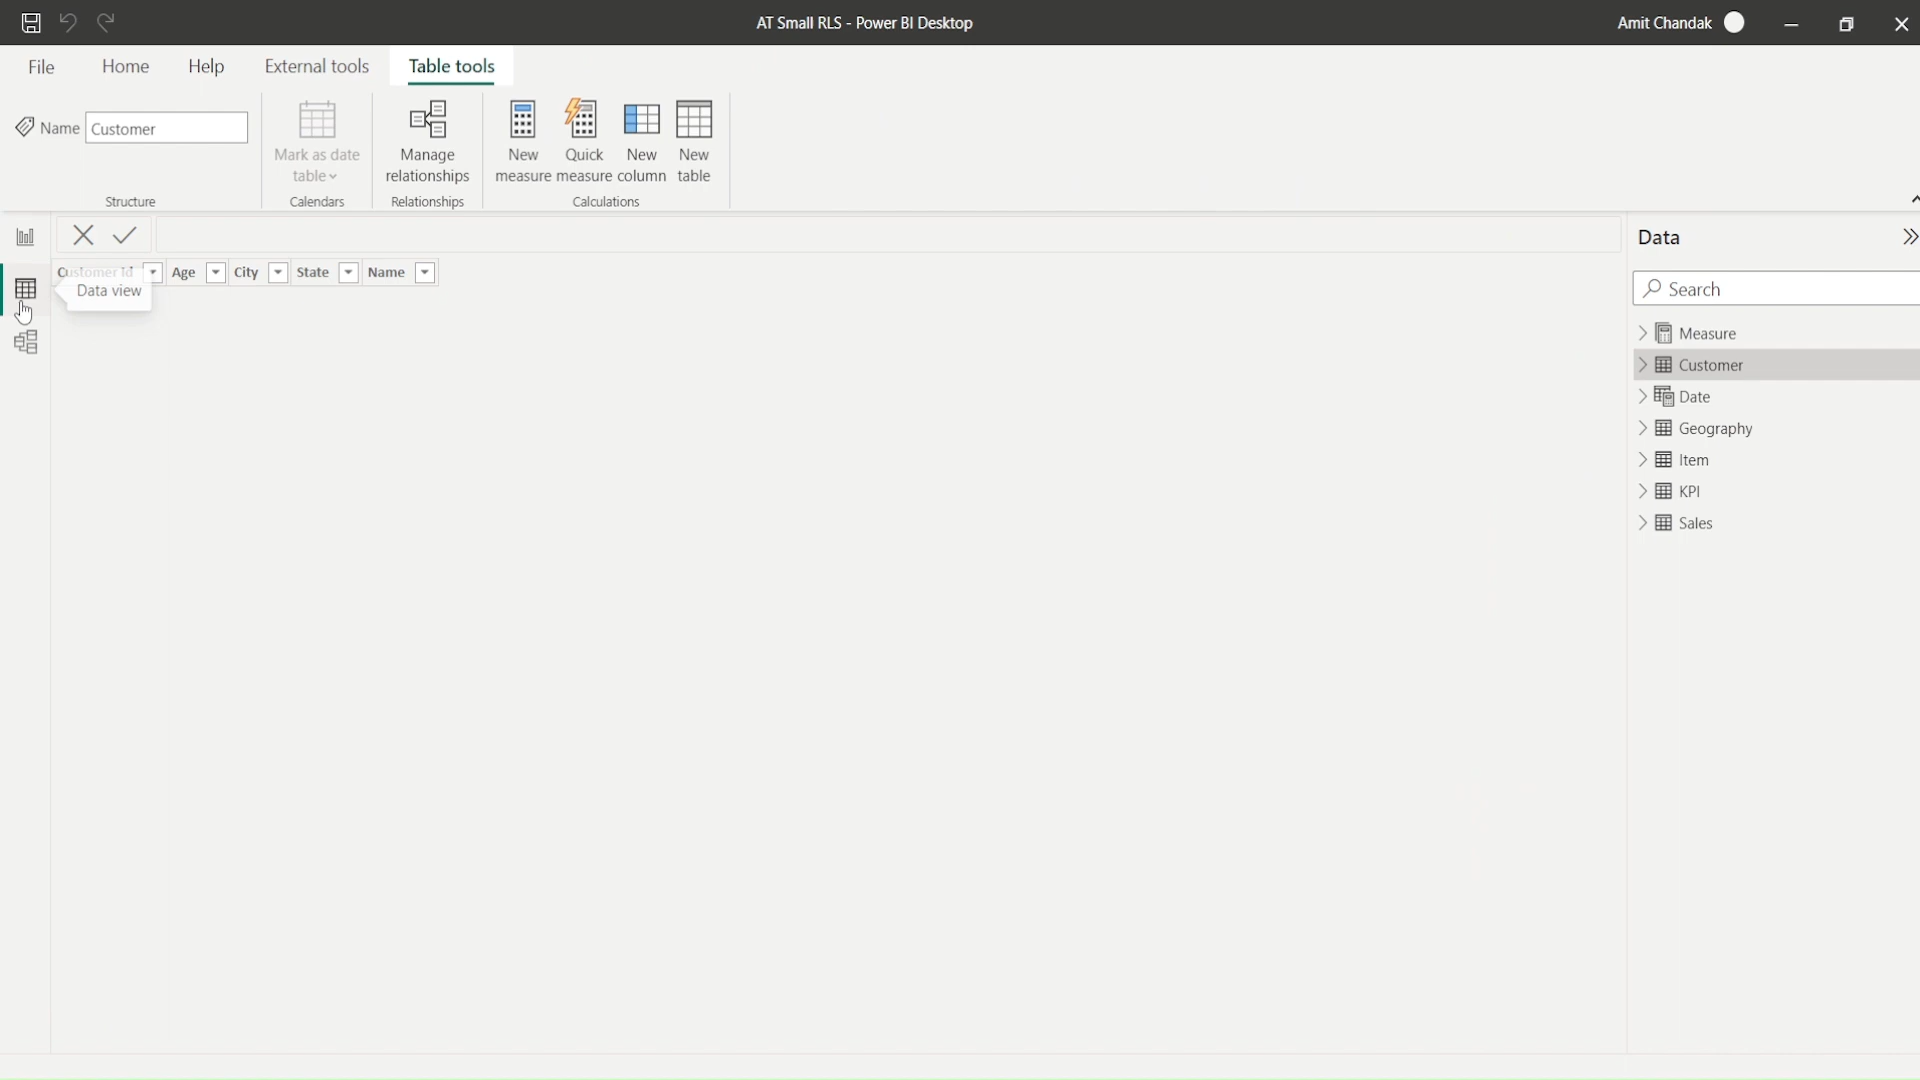 AT Small RLS - Power BI Desktop
Amit Chandak
File
Home
Help
External tools
Table tools
Name
Customer
Mark as date
table
Manage
relationships
New
measure
Quick
measure
New
column
New
table
Structure
Calendars
Relationships
Calculations
Customer Id
Age
City
State
Name
Data view
Data
Search
Measure
Customer
Date
Geography
Item
KPI
Sales